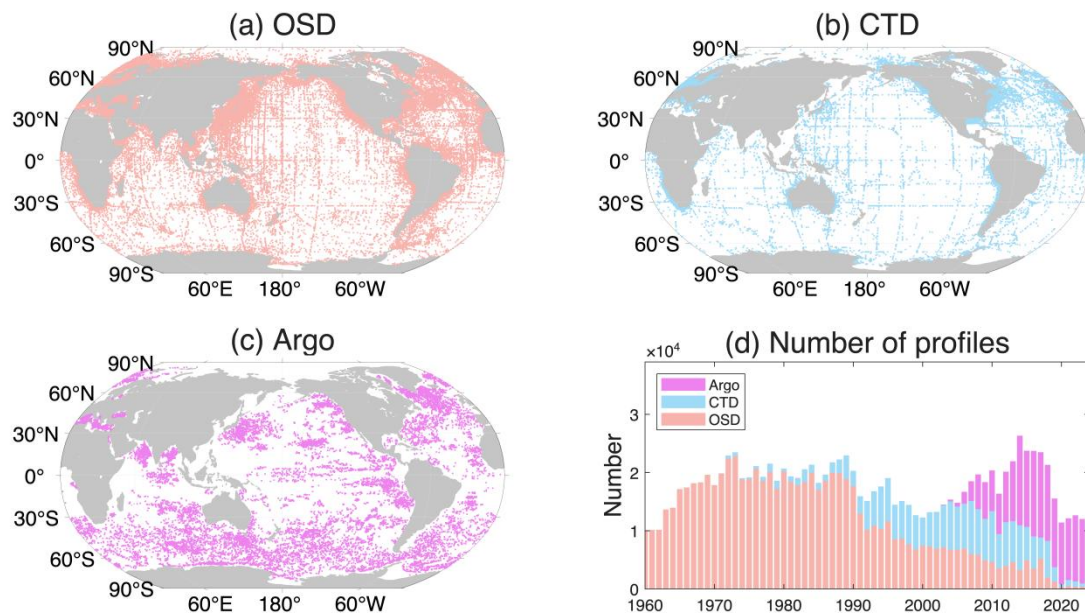 (a) OSD
90°N
60°N
30°N
0°
30°S
60°S
90°S
60°E 180° 60°W
(b) CTD
90°N
60°N
30°N
0°
30°S
60°S
90°S
60°E 180° 60°W
(c) Argo
90°N
60°N
30°N
0°
30°S
60°S
90°S
60°E 180° 60°W
(d) Number of profiles
×10⁴
Argo
CTD
OSD
3
2
1
0
Number
1960 1970 1980 1990 2000 2010 2020